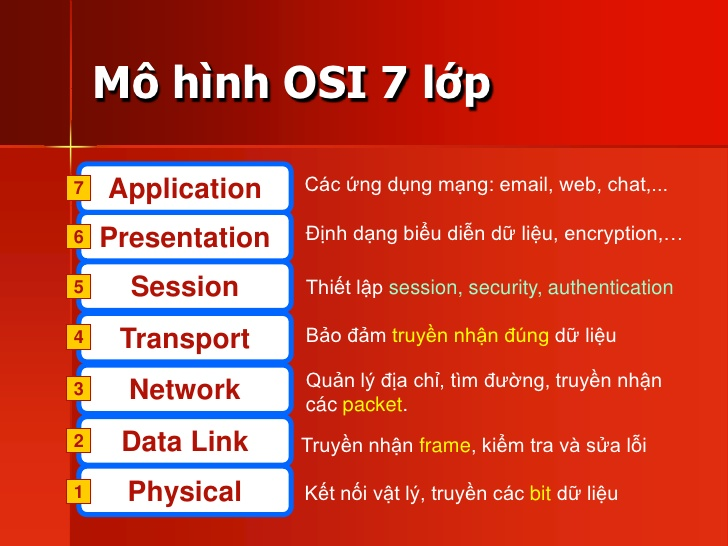 Mô hình OSI 7 lớp
7 Application Các ứng dụng mạng: email, web, chat,...
6 Presentation Định dạng biểu diễn dữ liệu, encryption,…
5 Session Thiết lập session, security, authentication
4 Transport Bảo đảm truyền nhận đúng dữ liệu
3 Network Quản lý địa chỉ, tìm đường, truyền nhận
các packet.
2 Data Link Truyền nhận frame, kiểm tra và sửa lỗi
1 Physical Kết nối vật lý, truyền các bit dữ liệu